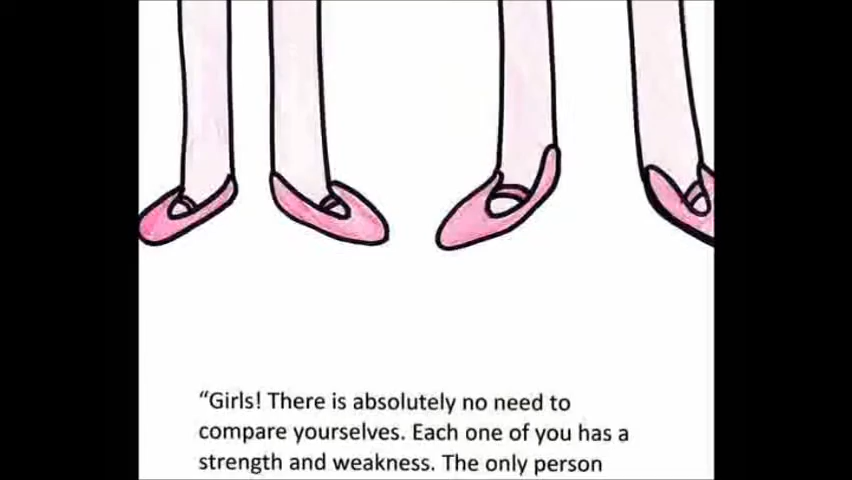 “Girls! There is absolutely no need to
compare yourselves. Each one of you has a
strength and weakness. The only person